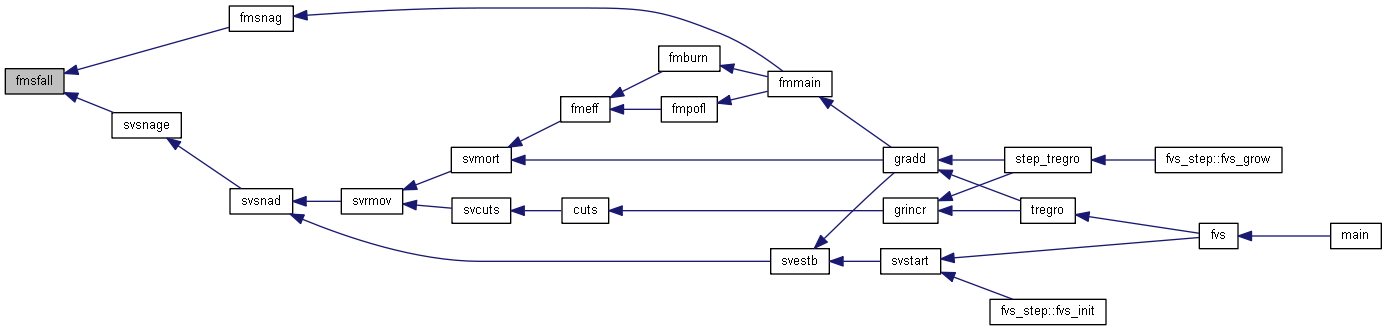 fmsfall
fmsnag
svsnage
svsnad
svrmov
svmort
svcuts
fmeff
cuts
fmburn
fmpofl
fmmain
svestb
gradd
grincr
svstart
step_tregro
tregro
fvs_step::fvs_init
fvs_step::fvs_grow
fvs
main